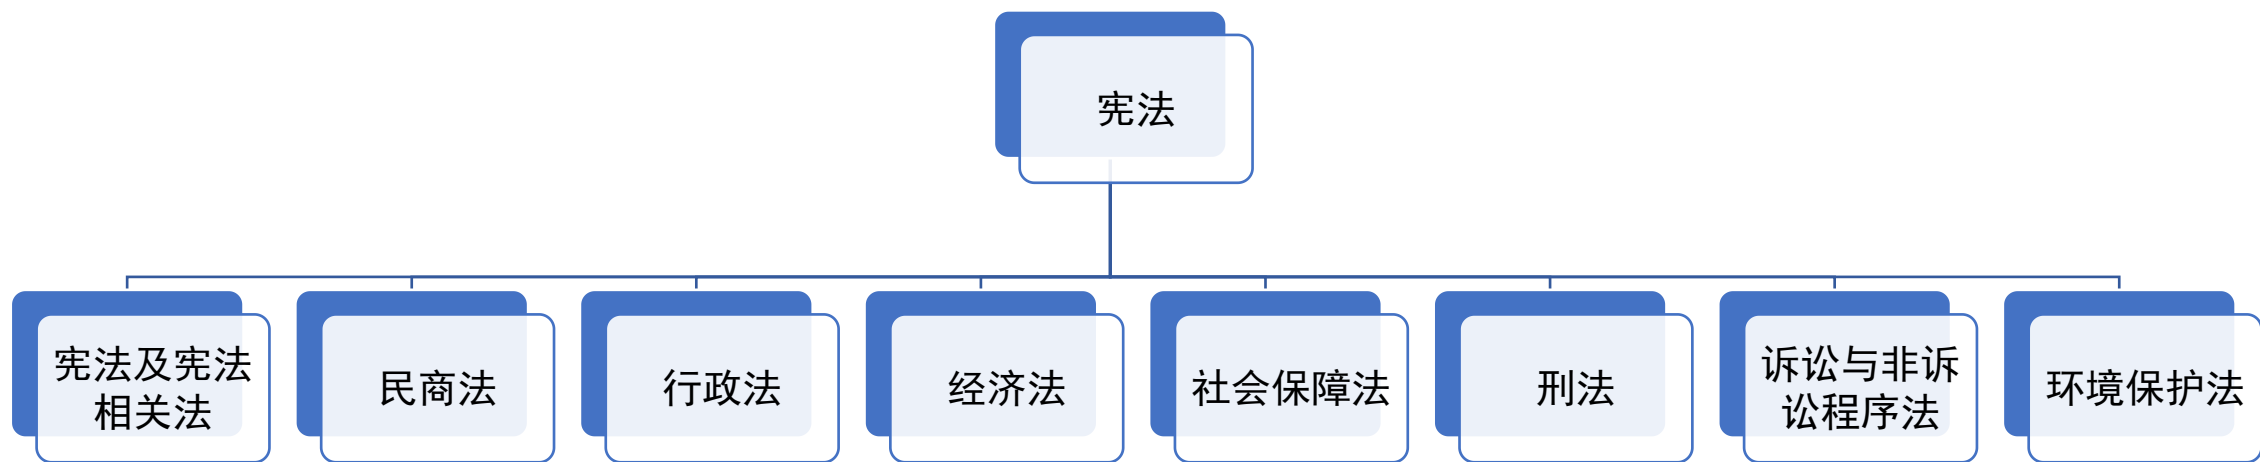 宪法
宪法及宪法
相关法
民商法
行政法
经济法
社会保障法
刑法
诉讼与非诉
讼程序法
环境保护法